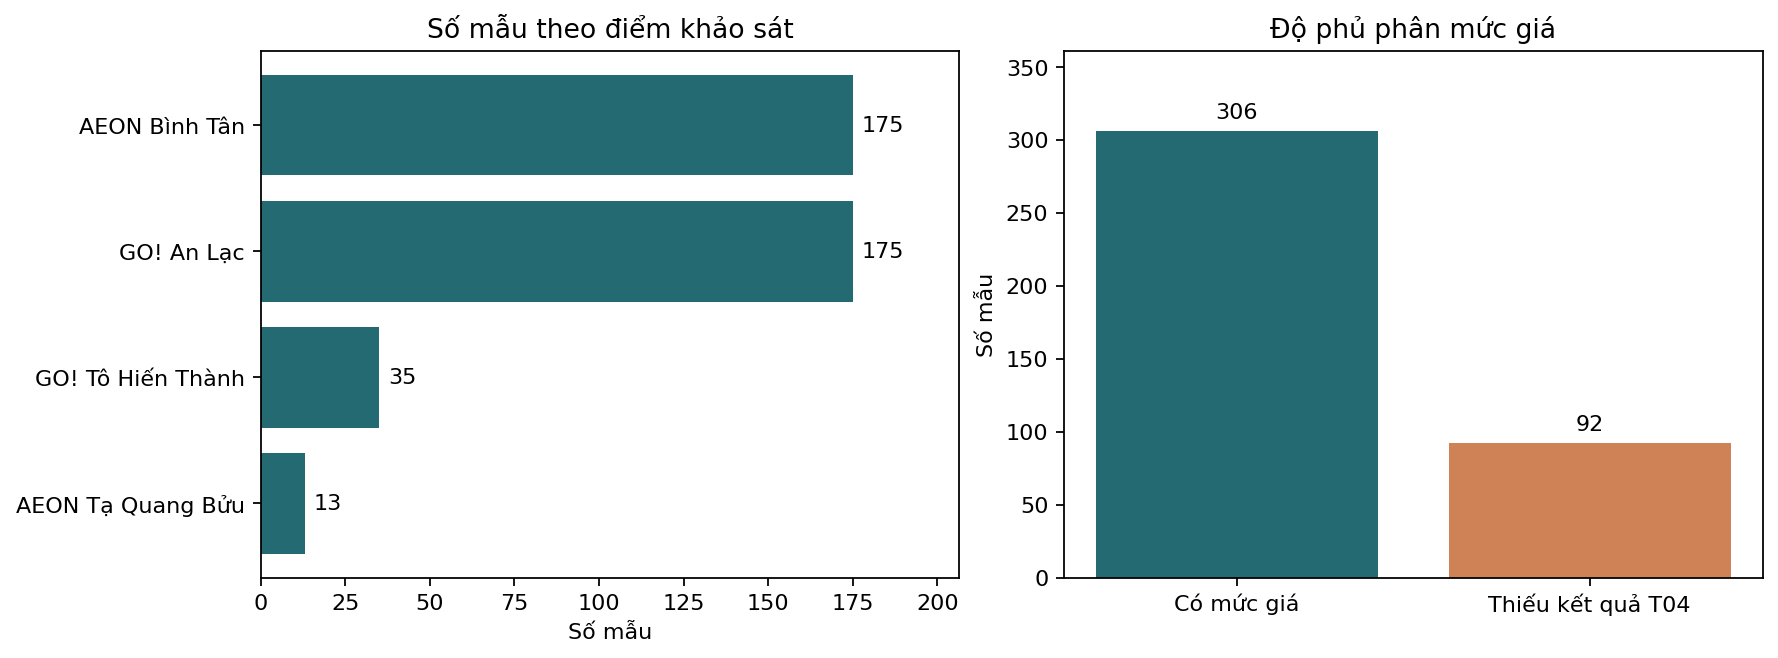 Số mẫu theo điểm khảo sát
AEON Bình Tân
175
GO! An Lạc
175
GO! Tô Hiến Thành
35
AEON Tạ Quang Bửu
13
0 25 50 75 100 125 150 175 200
Số mẫu
Độ phủ phân mức giá
Số mẫu
350
300
250
200
150
100
50
0
306
92
Có mức giá
Thiếu kết quả T04